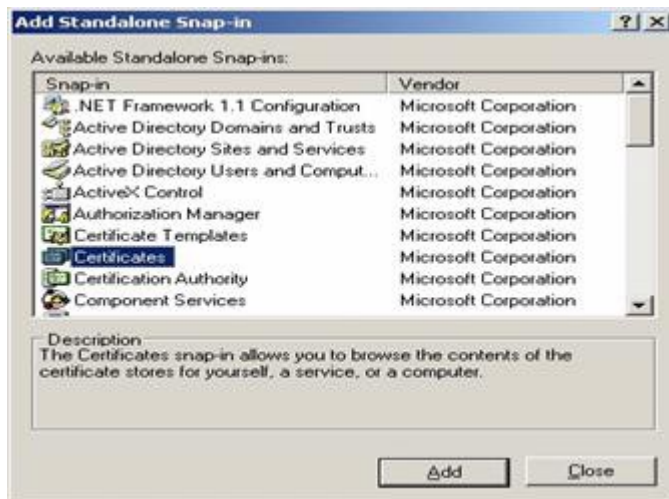 Add Standalone Snap-in
Available Standalone Snap-ins:
Snap-in Vendor
.NET Framework 1.1 Configuration Microsoft Corporation
Active Directory Domains and Trusts Microsoft Corporation
Active Directory Sites and Services Microsoft Corporation
Active Directory Users and Comput... Microsoft Corporation
ActiveX Control Microsoft Corporation
Authorization Manager Microsoft Corporation
Certificate Templates Microsoft Corporation
Certificates Microsoft Corporation
Certification Authority Microsoft Corporation
Component Services Microsoft Corporation
Description
The Certificates snap-in allows you to browse the contents of the
certificate stores for yourself, a service, or a computer.
Add Close